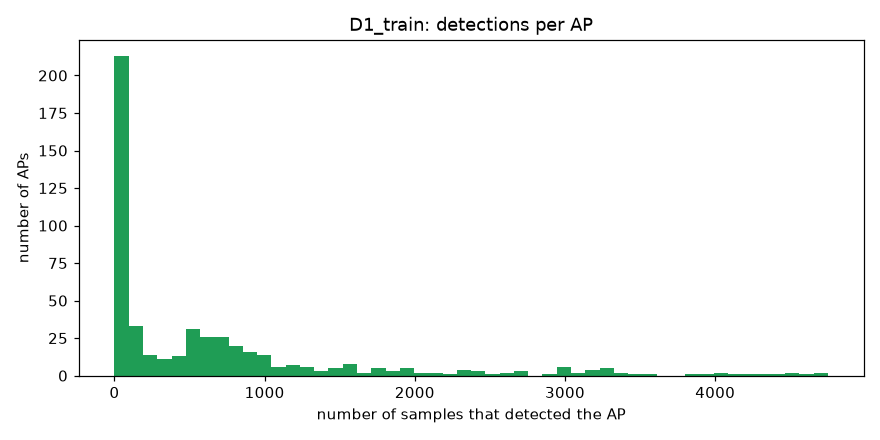 D1_train: detections per AP
number of APs
200
175
150
125
100
75
50
25
0
0 1000 2000 3000 4000
number of samples that detected the AP